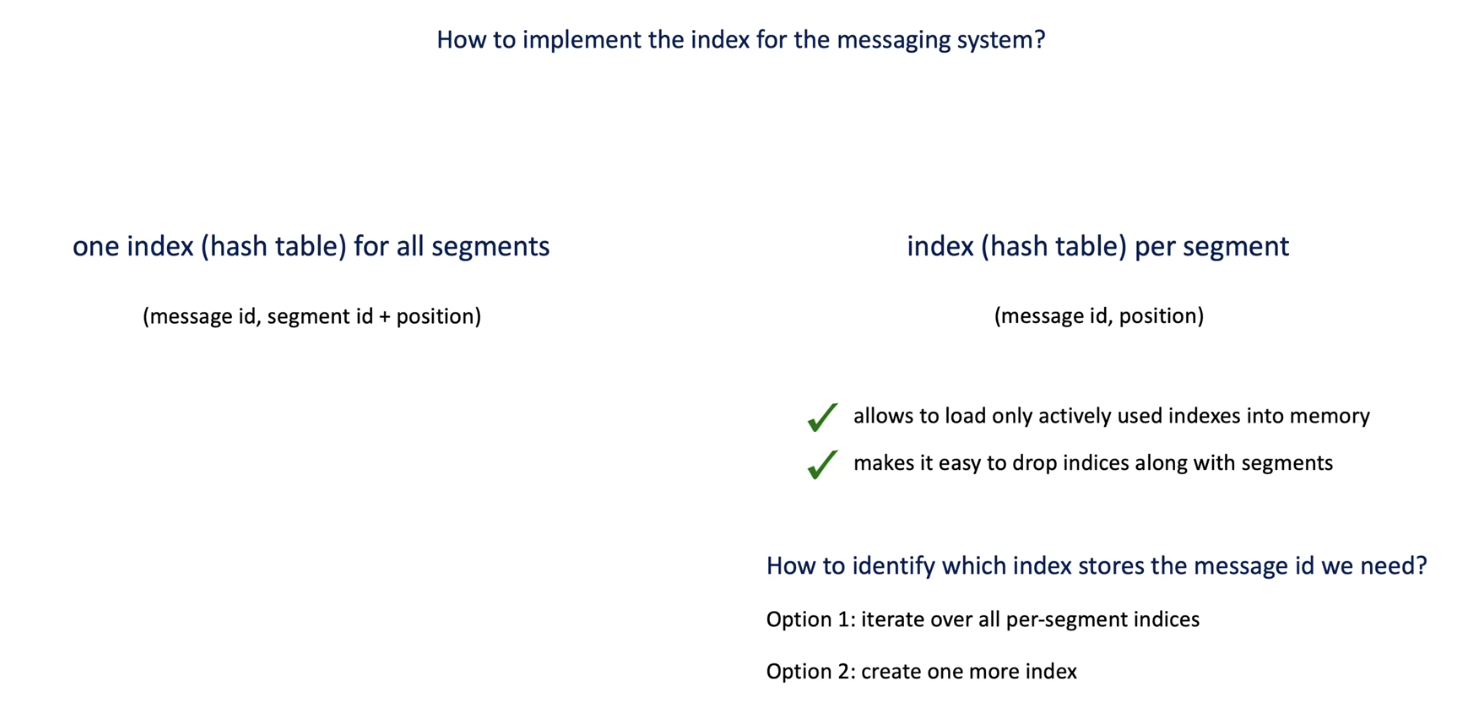 How to implement the index for the messaging system?
one index (hash table) for all segments
(message id, segment id + position)
index (hash table) per segment
(message id, position)
allows to load only actively used indexes into memory
makes it easy to drop indices along with segments
How to identify which index stores the message id we need?
Option 1: iterate over all per-segment indices
Option 2: create one more index